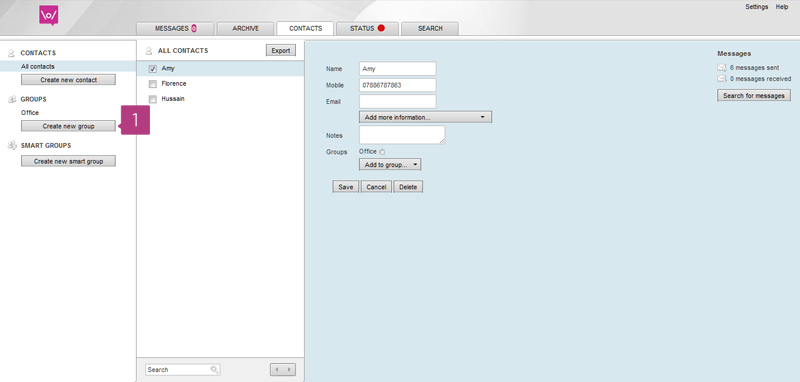 Settings Help
\o/
MESSAGES 0 ARCHIVE CONTACTS STATUS SEARCH
CONTACTS
All contacts
Create new contact
GROUPS
Office
Create new group
1
SMART GROUPS
Create new smart group
ALL CONTACTS Export
Amy
Florence
Hussain
Search
Name Amy
Mobile 07886787863
Email
Add more information...
Notes
Groups Office
Add to group...
Save Cancel Delete
Messages
6 messages sent
0 messages received
Search for messages